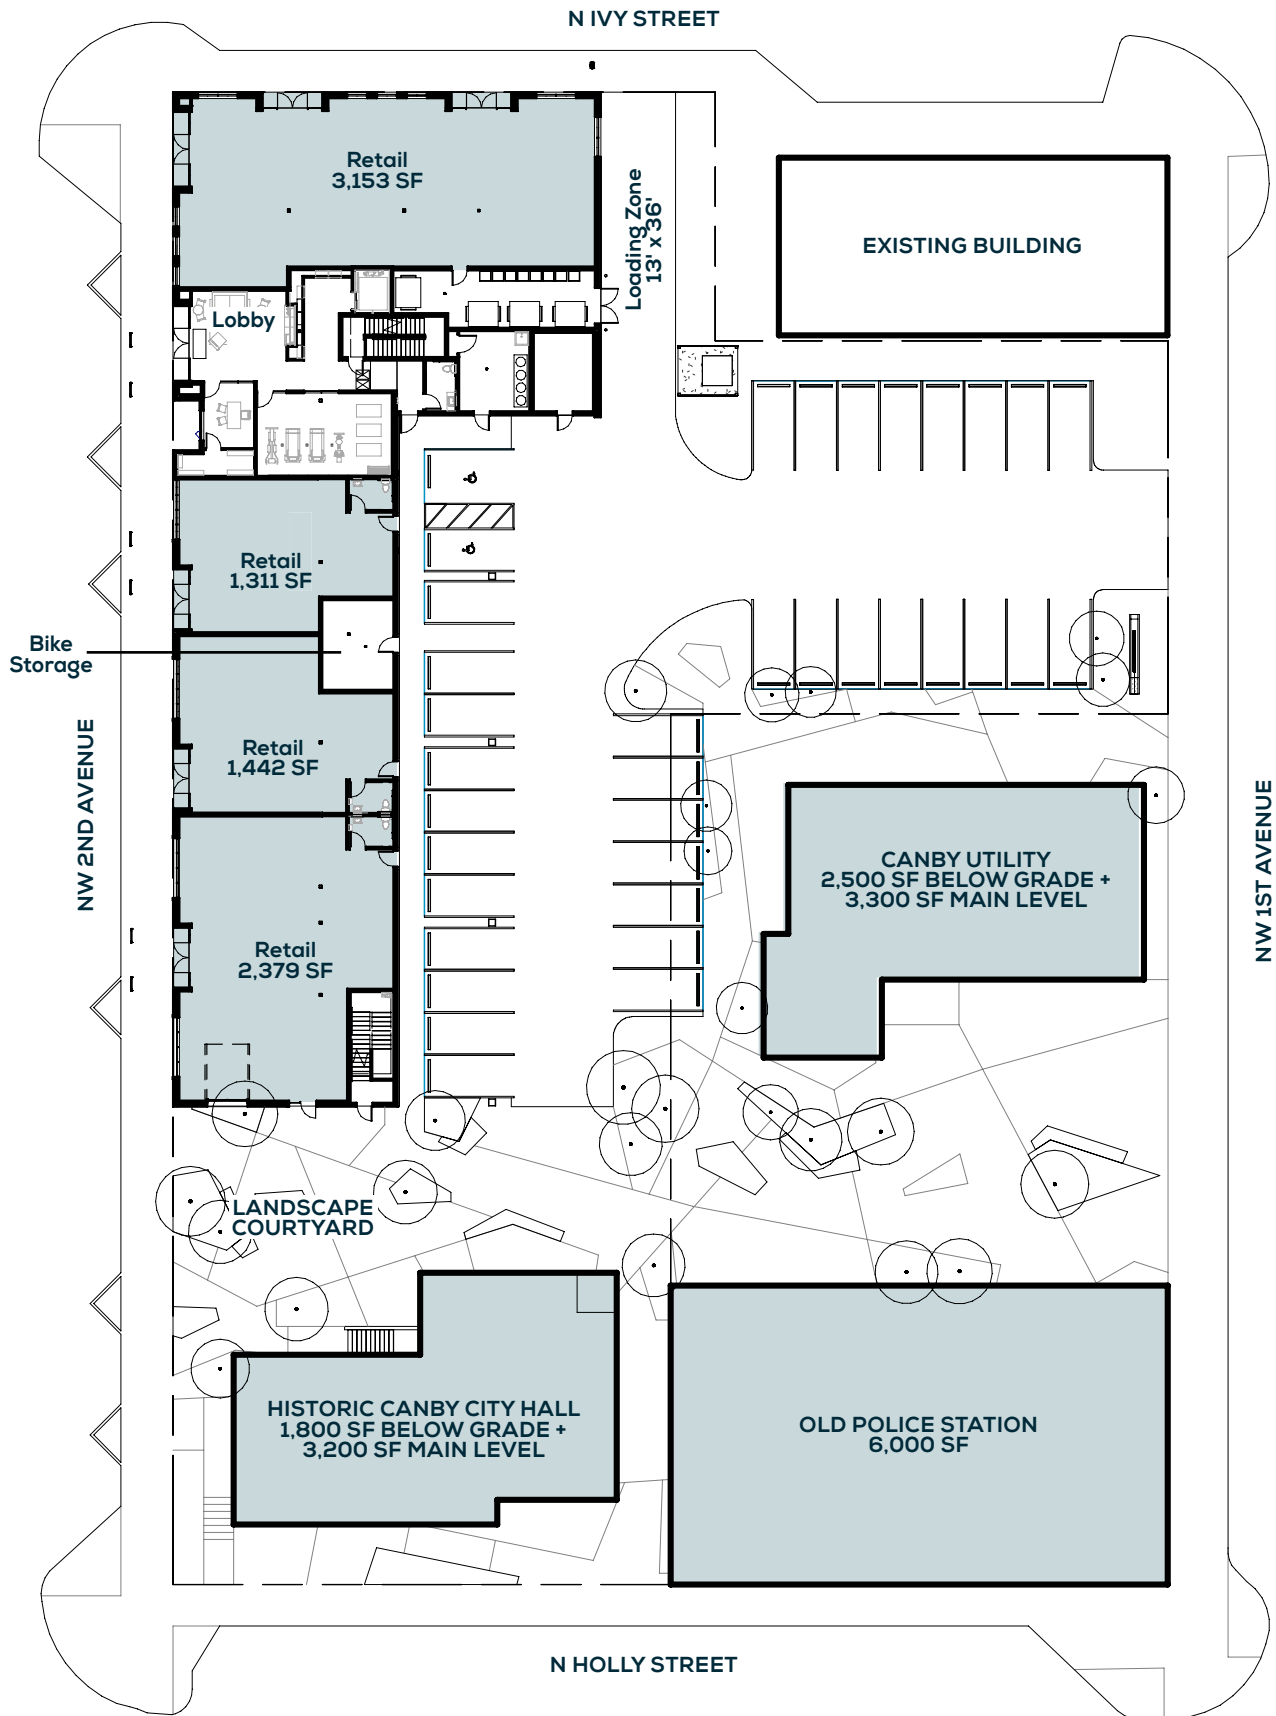 N IVY STREET
Retail
3,153 SF
Loading Zone
13' x 36'
EXISTING BUILDING
Lobby
Retail
1,311 SF
Bike
Storage
Retail
1,442 SF
NW 2ND AVENUE
NW 1ST AVENUE
CANBY UTILITY
2,500 SF BELOW GRADE +
3,300 SF MAIN LEVEL
Retail
2,379 SF
LANDSCAPE
COURTYARD
HISTORIC CANBY CITY HALL
1,800 SF BELOW GRADE +
3,200 SF MAIN LEVEL
OLD POLICE STATION
6,000 SF
N HOLLY STREET